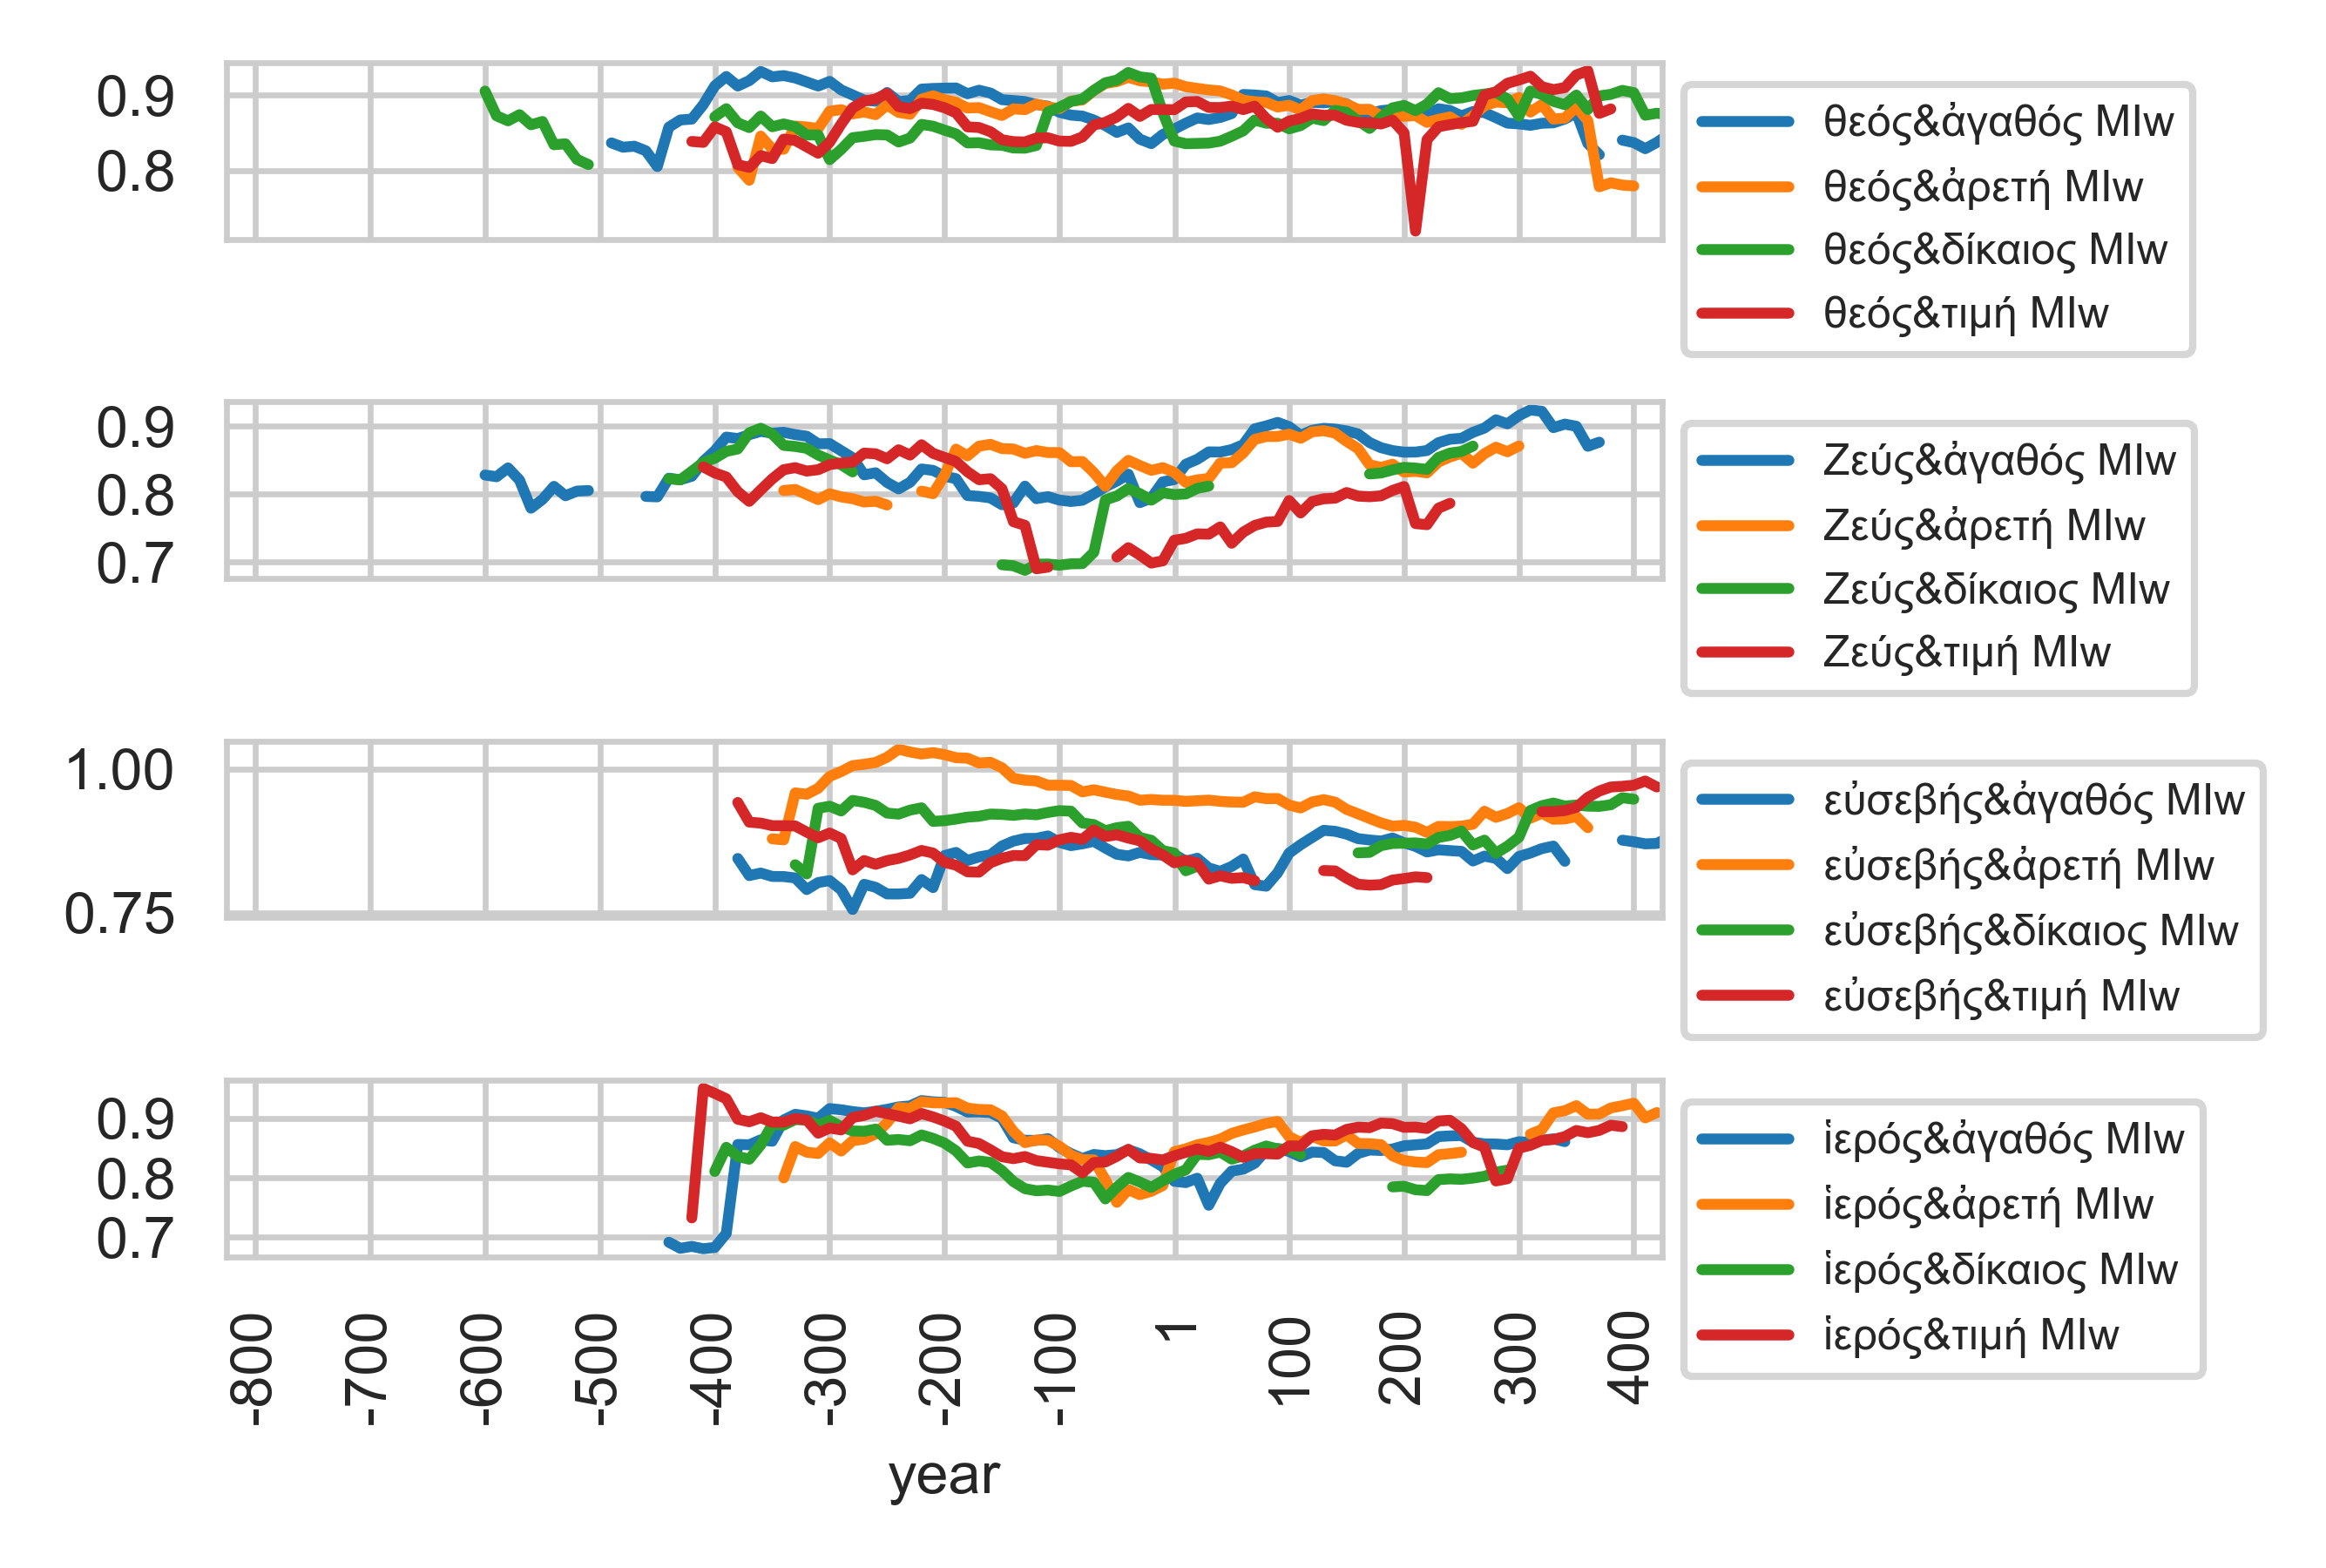 0.9
0.8
θεός&ἀγαθός MIw
θεός&ἀρετή MIw
θεός&δίκαιος MIw
θεός&τιμή MIw
0.9
0.8
0.7
Ζεύς&ἀγαθός MIw
Ζεύς&ἀρετή MIw
Ζεύς&δίκαιος MIw
Ζεύς&τιμή MIw
1.00
0.75
εὐσεβής&ἀγαθός MIw
εὐσεβής&ἀρετή MIw
εὐσεβής&δίκαιος MIw
εὐσεβής&τιμή MIw
0.9
0.8
0.7
ἱερός&ἀγαθός MIw
ἱερός&ἀρετή MIw
ἱερός&δίκαιος MIw
ἱερός&τιμή MIw
-800 -700 -600 -500 -400 -300 -200 -100 1 100 200 300 400
year